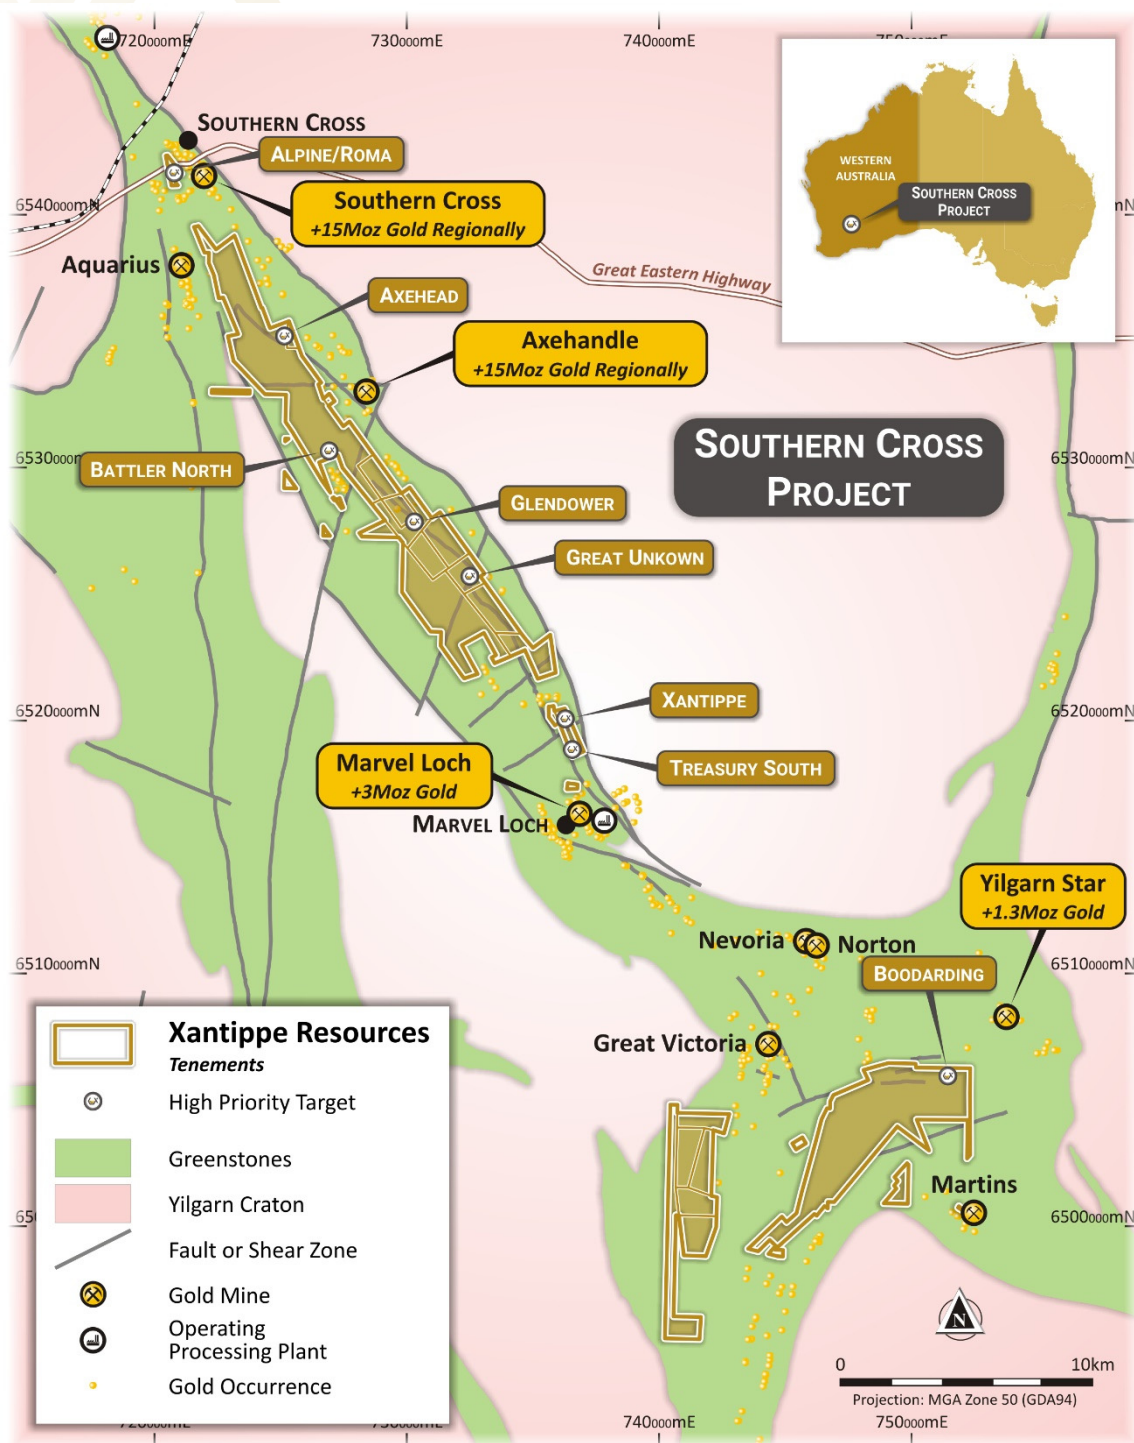 720000mE
730000mE
740000mE
750000mE
SOUTHERN CROSS
ALPINE/ROMA
6540000mN
Southern Cross
+15Moz Gold Regionally
WESTERN
AUSTRALIA
SOUTHERN CROSS
PROJECT
mN
Aquarius
Great Eastern Highway
AXEHEAD
Axehandle
+15Moz Gold Regionally
SOUTHERN CROSS
PROJECT
6530000m
6530000mN
BATTLER NORTH
GLENDOWER
GREAT UNKOWN
6520000mN
XANTIPPE
6520000mN
Marvel Loch
+3Moz Gold
TREASURY SOUTH
MARVEL LOCH
Yilgarn Star
+1.3Moz Gold
Nevoria
Norton
6510000mN
BOODARDING
6510000mN
Great Victoria
Xantippe Resources
Tenements
High Priority Target
Greenstones
Yilgarn Craton
Fault or Shear Zone
Gold Mine
Operating
Processing Plant
Gold Occurrence
Martins
6500000mN
N
0
10km
Projection: MGA Zone 50 (GDA94)
740000mE
750000mE